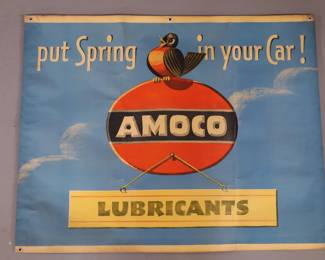 put Spring in your Car!
AMOCO
LUBRICANTS